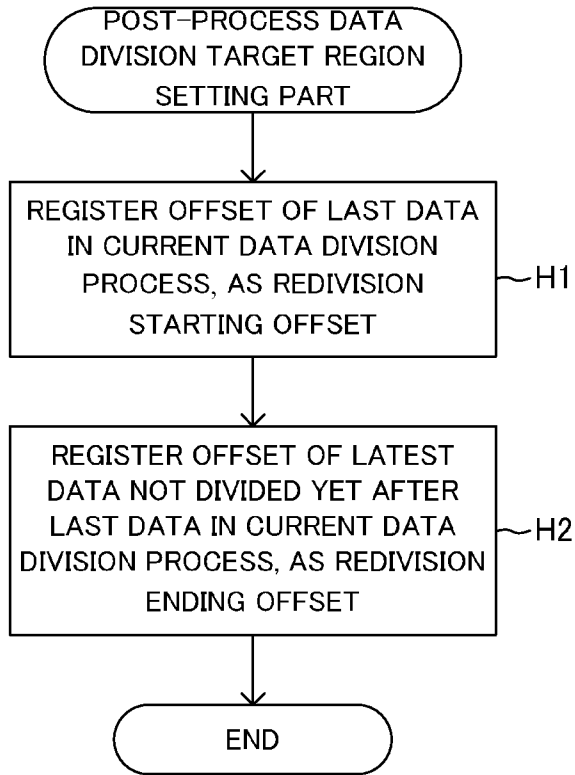 POST-PROCESS DATA
DIVISION TARGET REGION
SETTING PART
REGISTER OFFSET OF LAST DATA
IN CURRENT DATA DIVISION
PROCESS, AS REDIVISION
STARTING OFFSET
H1
REGISTER OFFSET OF LATEST
DATA NOT DIVIDED YET AFTER
LAST DATA IN CURRENT DATA
DIVISION PROCESS, AS REDIVISION
ENDING OFFSET
H2
END